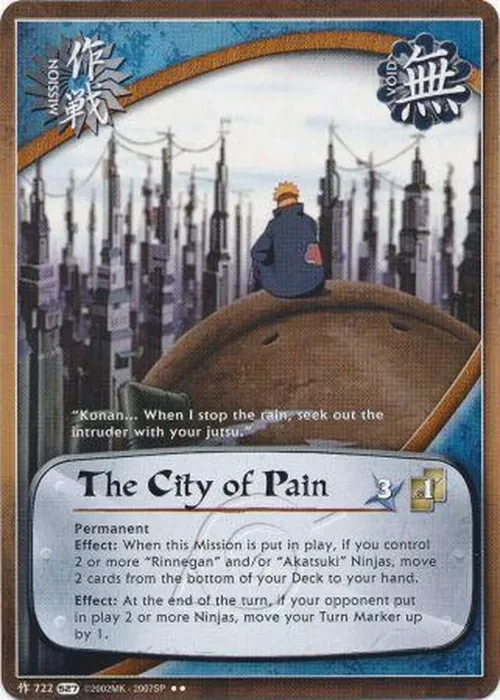 作戦
MISSION
VOID
無
"Konan... When I stop the rain, seek out the
intruder with your jutsu."
The City of Pain
3
1
Permanent
Effect: When this Mission is put in play, if you control
2 or more "Rinnegan" and/or "Akatsuki" Ninjas, move
2 cards from the bottom of your Deck to your hand.
Effect: At the end of the turn, if your opponent put
in play 2 or more Ninjas, move your Turn Marker up
by 1.
作 722 S27 ©2002MK - 2007SP